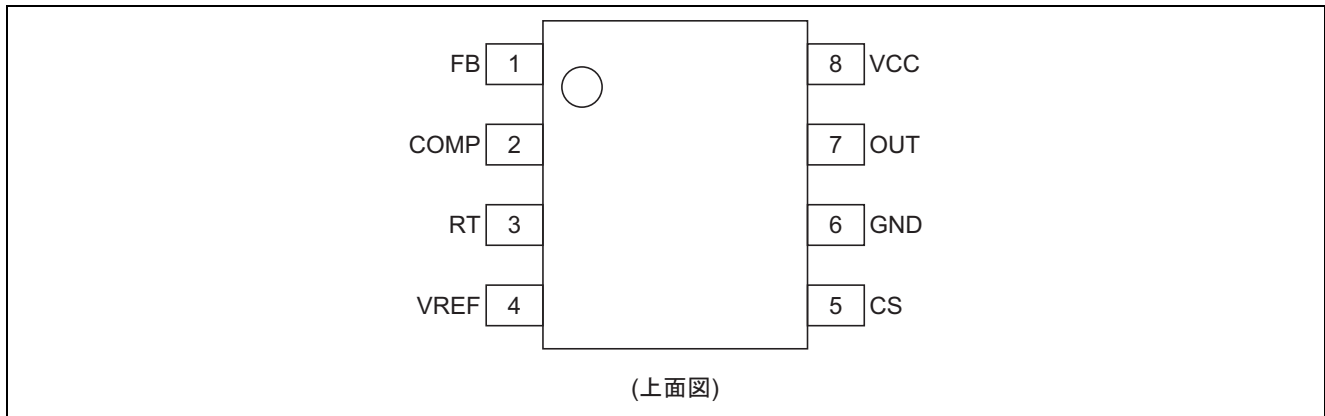 FB 1 8 VCC
COMP 2 7 OUT
RT 3 6 GND
VREF 4 5 CS
(上面図)